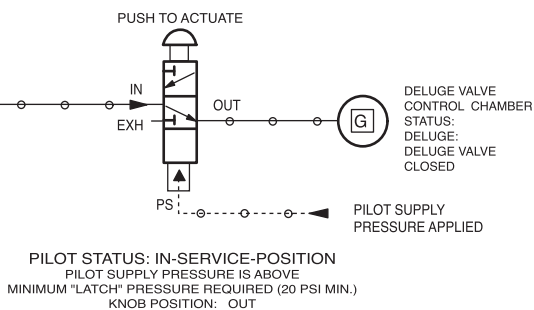 PUSH TO ACTUATE
IN
OUT
EXH
G
DELUGE VALVE
CONTROL CHAMBER
STATUS:
DELUGE:
DELUGE VALVE
CLOSED
PS
PILOT SUPPLY
PRESSURE APPLIED
PILOT STATUS: IN-SERVICE-POSITION
PILOT SUPPLY PRESSURE IS ABOVE
MINIMUM "LATCH" PRESSURE REQUIRED (20 PSI MIN.)
KNOB POSITION: OUT